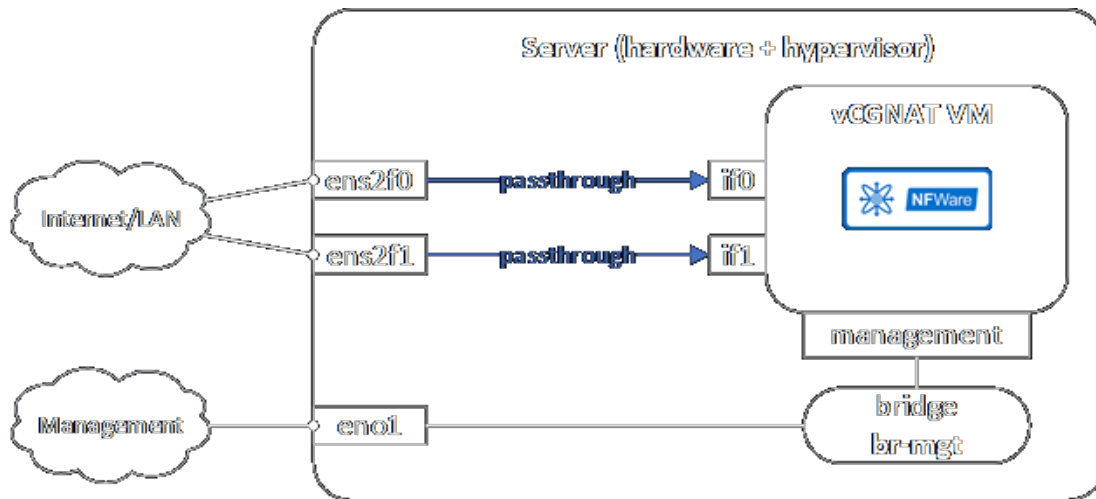 Server (hardware + hypervisor)
vCGNAT VM
NFWare
Internet/LAN
ens2f0
passthrough
if0
ens2f1
passthrough
if1
management
Management
eno1
bridge
br-mgt